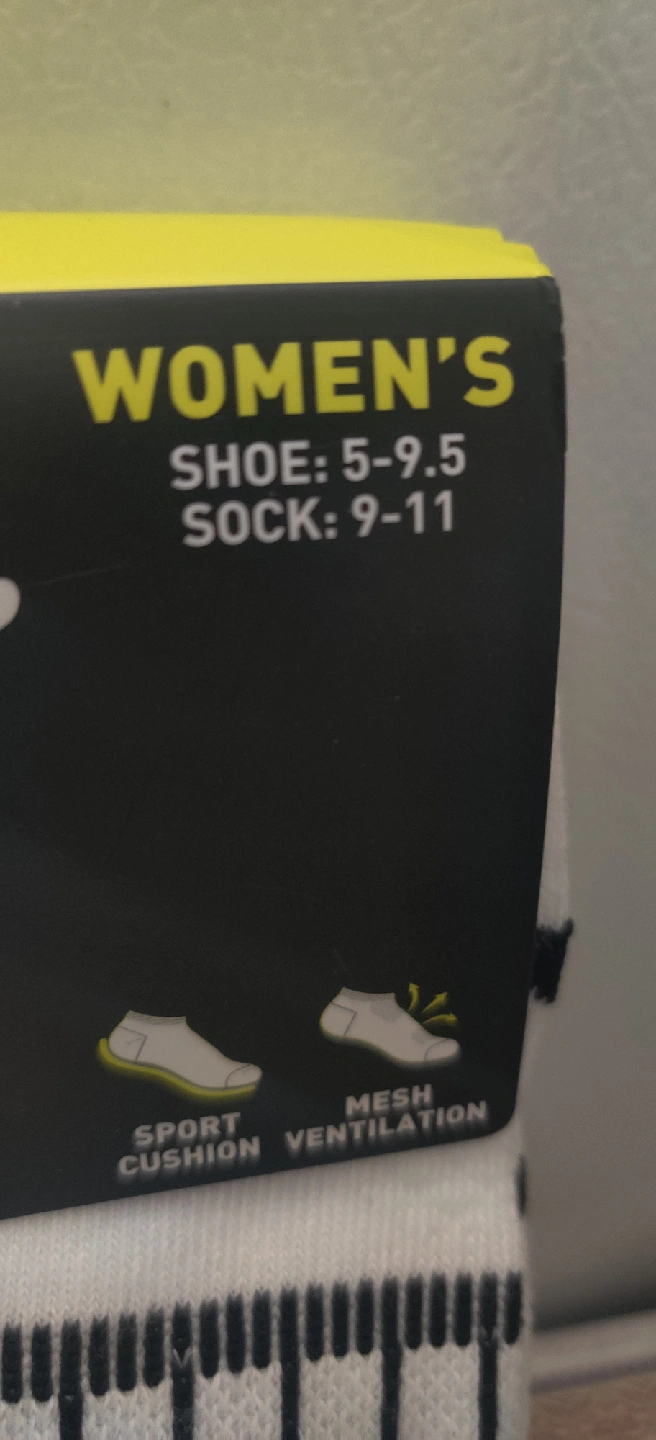 WOMEN'S
SHOE: 5-9.5
SOCK: 9-11
SPORT
CUSHION
MESH
VENTILATION